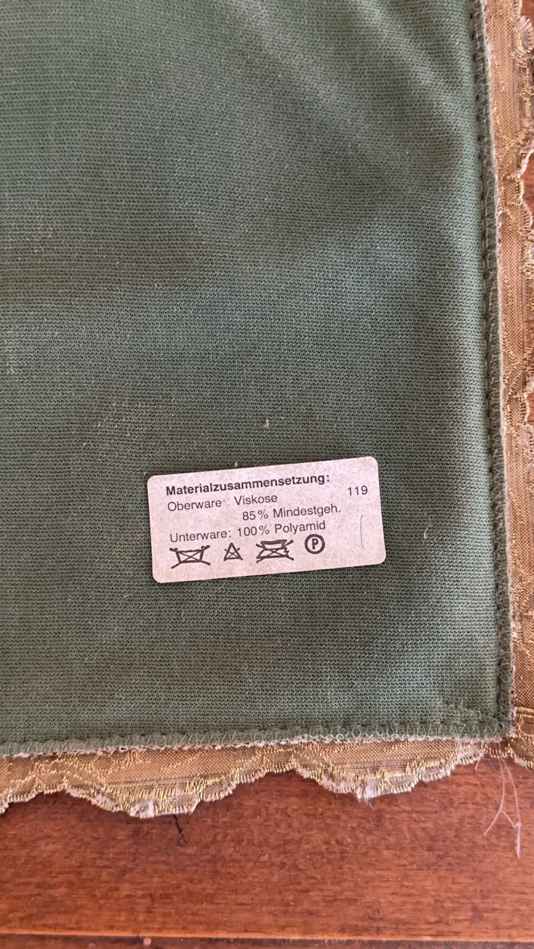 Materialzusammensetzung:
Oberware: Viskose 119
85% Mindestgeh.
Unterware: 100% Polyamid
P